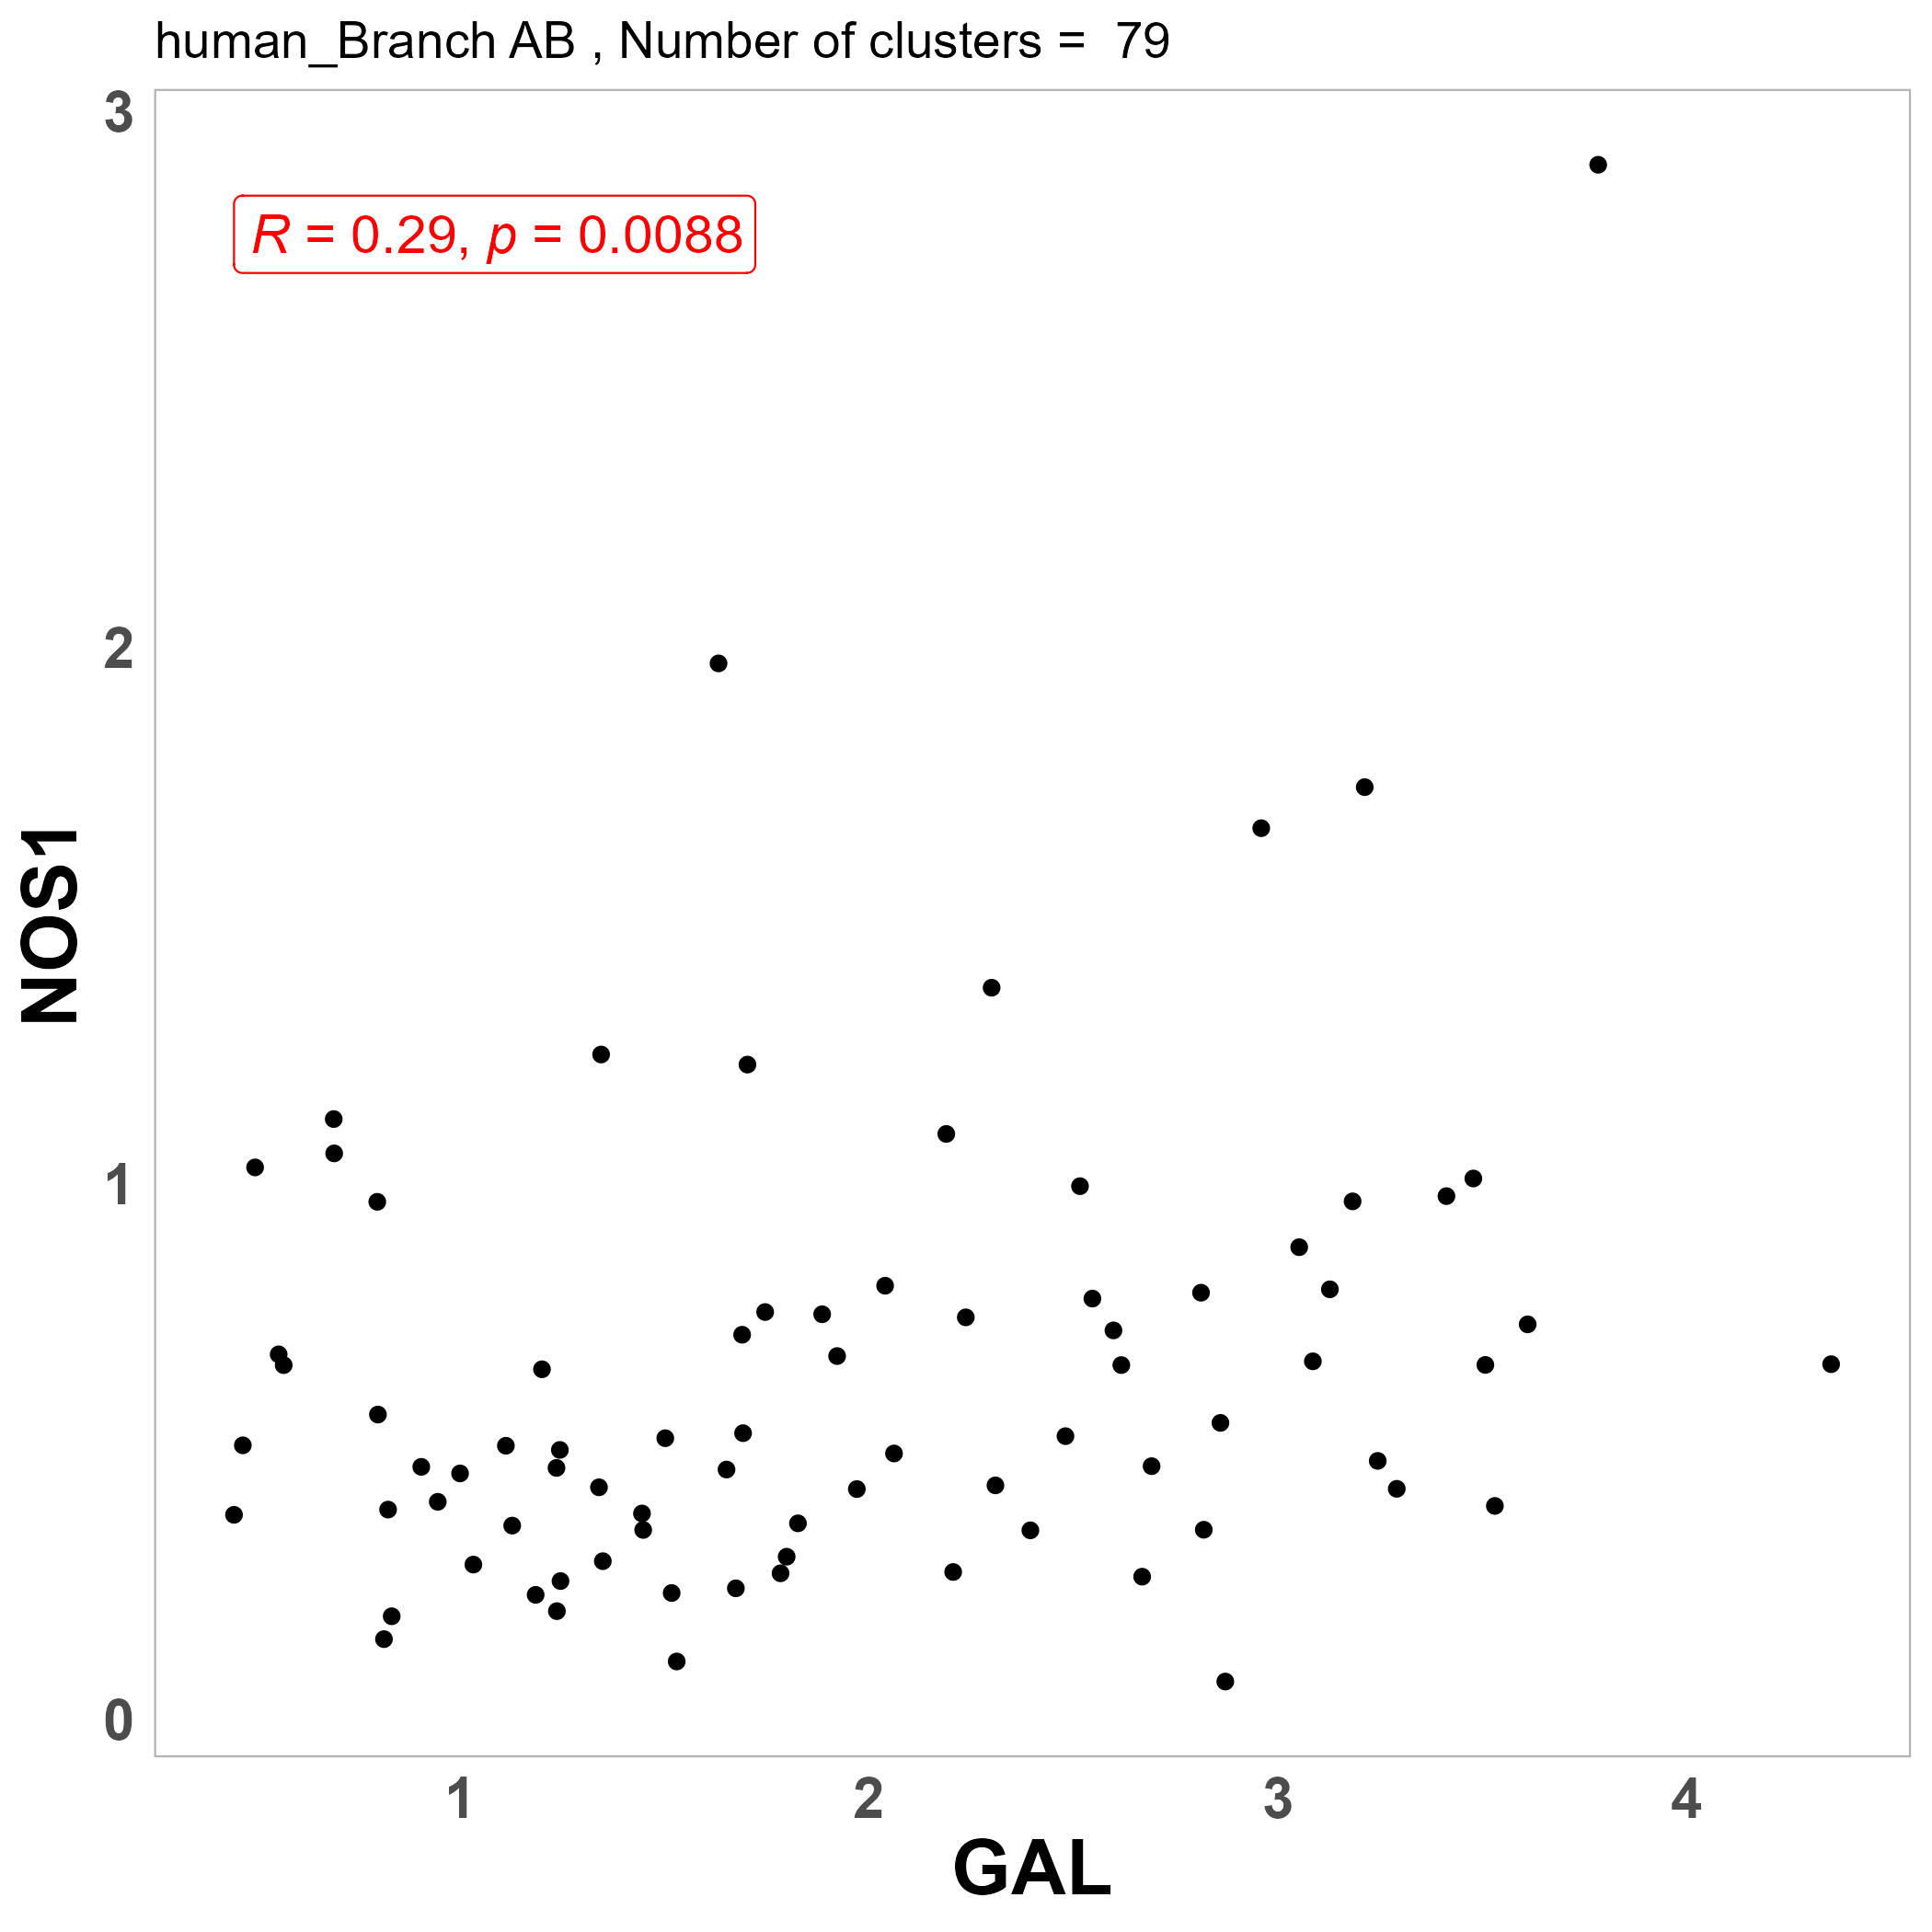 human_Branch AB , Number of clusters =  79
3
R = 0.29, p = 0.0088
2
NOS1
1
0
1 2 3 4
GAL